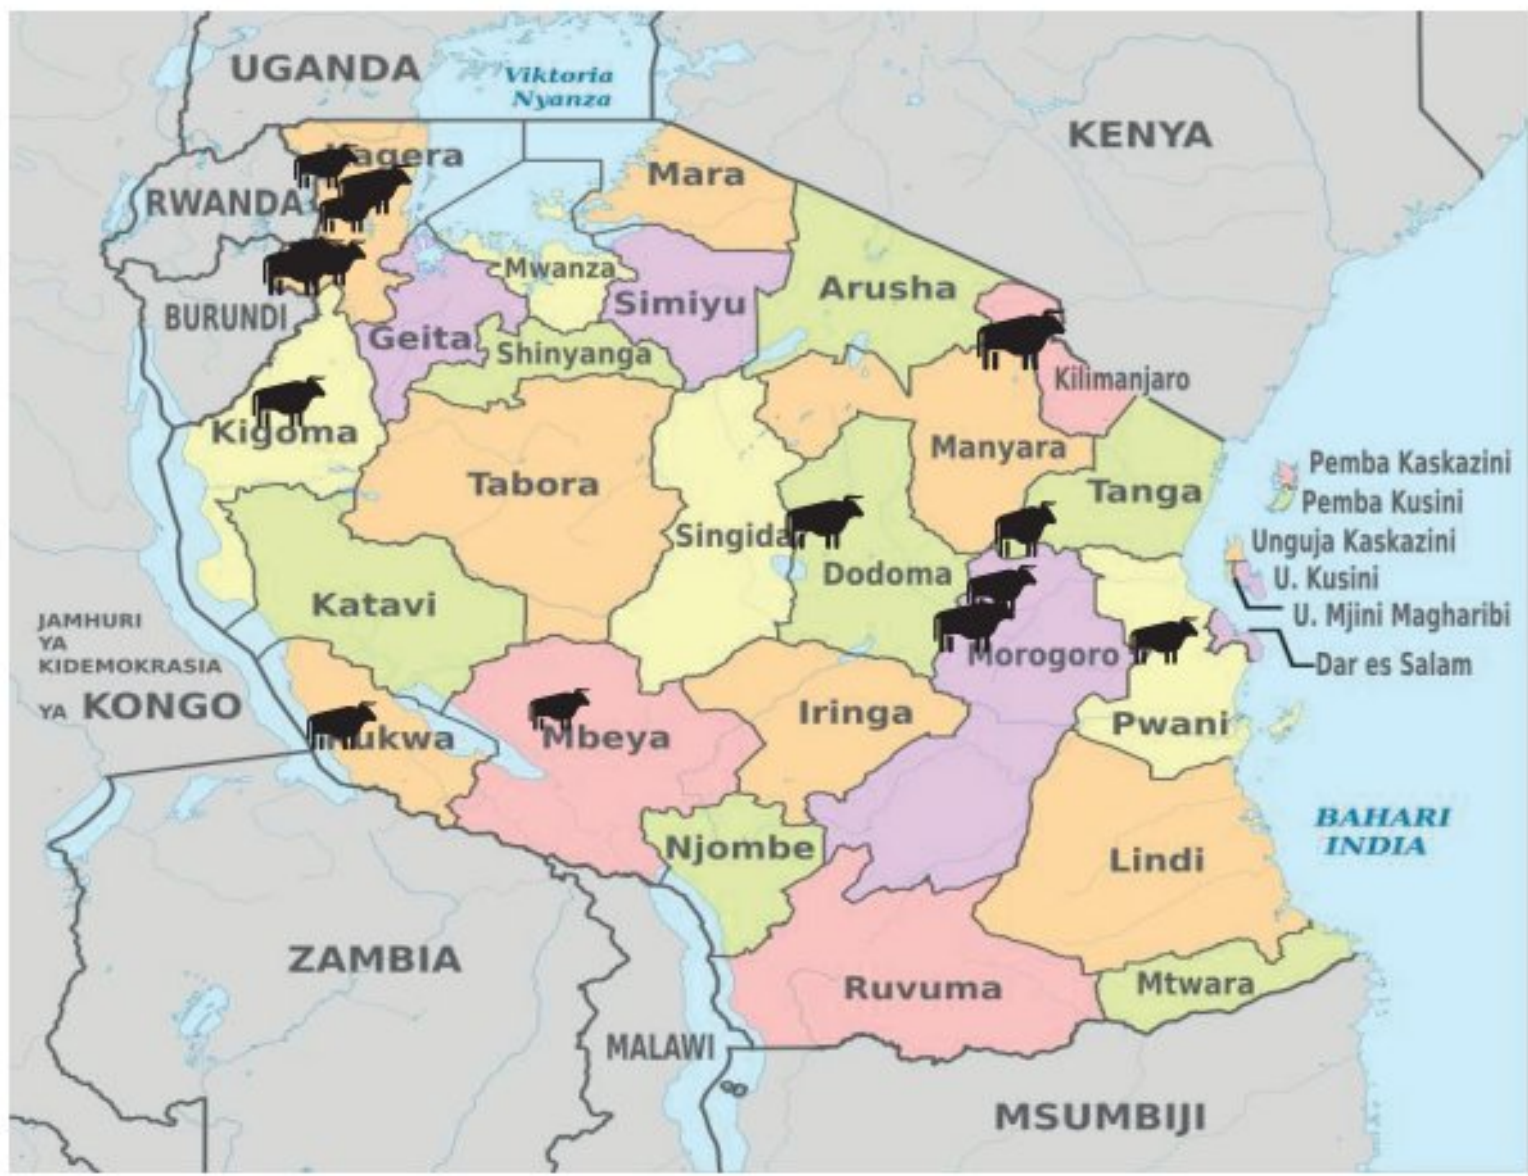 UGANDA
Viktoria
Nyanza
KENYA
Kagera
Mara
RWANDA
Mwanza
Simiyu
Arusha
BURUNDI
Geita
Shinyanga
Kilimanjaro
Kigoma
Manyara
Tabora
Tanga
Pemba Kaskazini
Pemba Kusini
Singida
Unguja Kaskazini
Dodoma
U. Kusini
Katavi
U. Mjini Magharibi
JAMHURI
YA
KIDEMOKRASIA
YA KONGO
Morogoro
Dar es Salam
Rukwa
Mbeya
Iringa
Pwani
BAHARI
INDIA
Njombe
Lindi
ZAMBIA
Ruvuma
Mtwara
MALAWI
MSUMBIJI